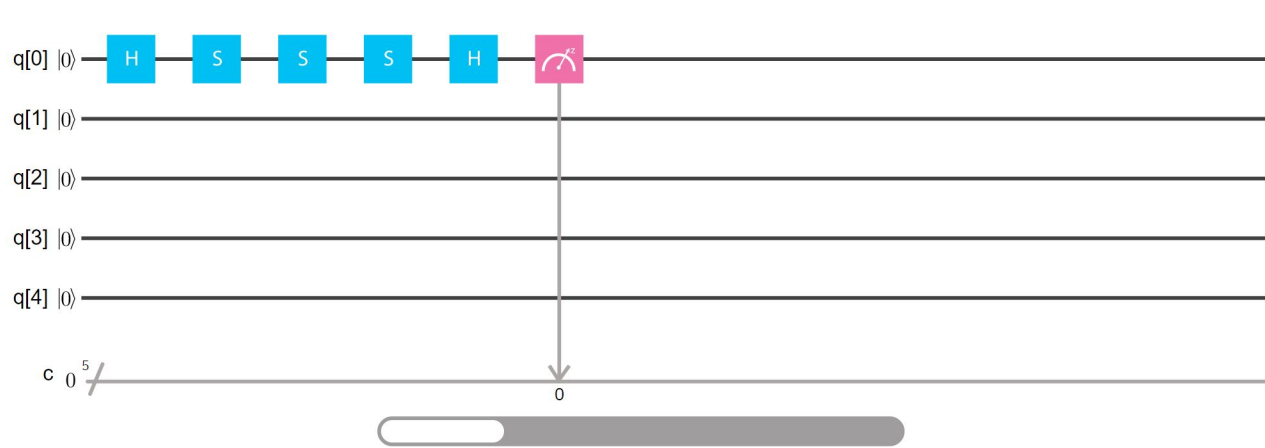 q[0] |0⟩ H S S S H z
q[1] |0⟩
q[2] |0⟩
q[3] |0⟩
q[4] |0⟩
c 0 5
0